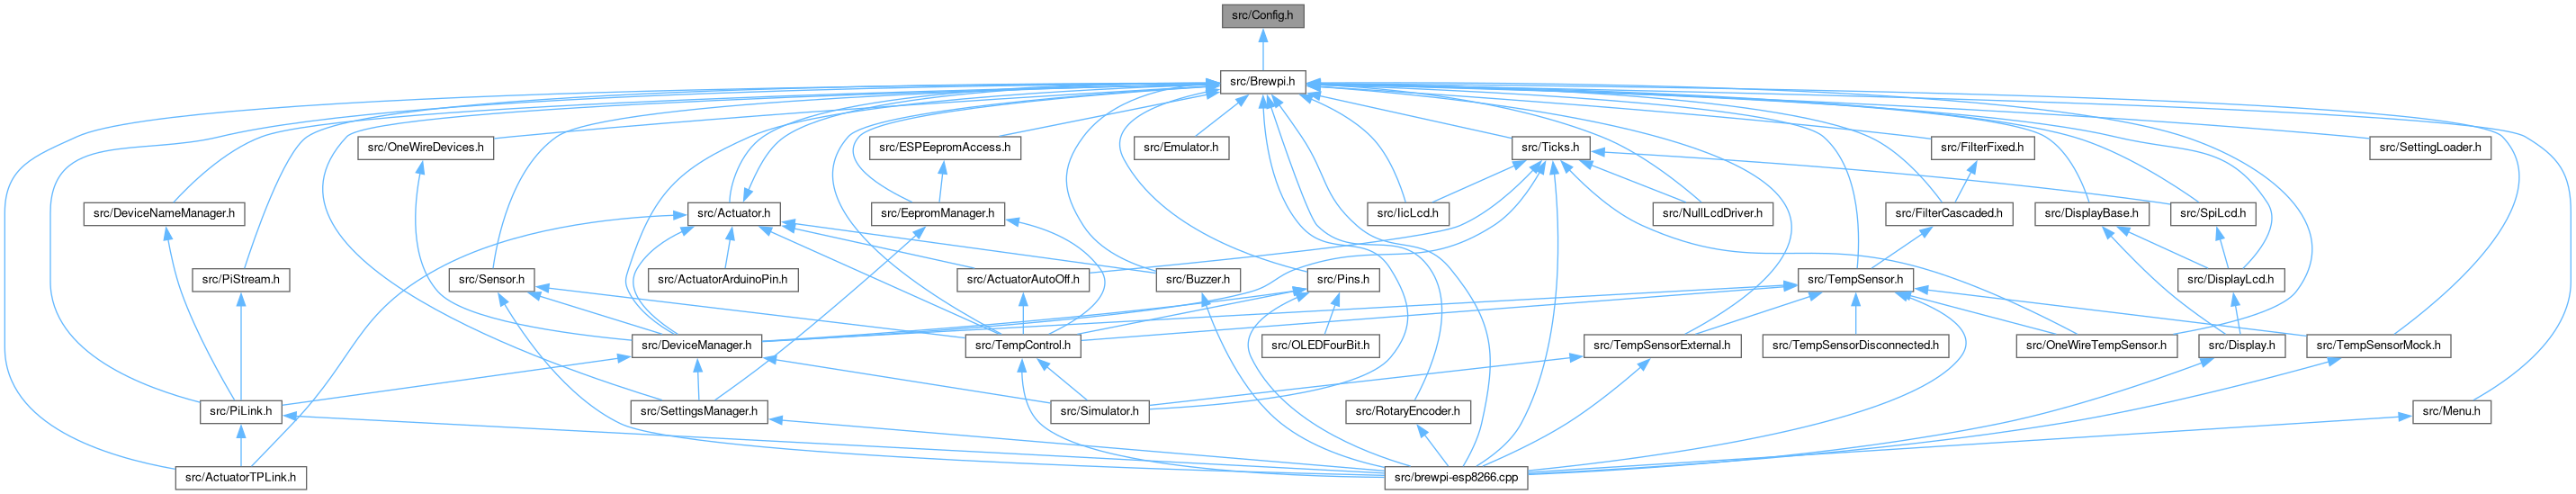 src/Config.h
src/Brewpi.h
src/OneWireDevices.h
src/ESPEepromAccess.h
src/Emulator.h
src/Ticks.h
src/FilterFixed.h
src/SettingLoader.h
src/DeviceNameManager.h
src/Actuator.h
src/EepromManager.h
src/IicLcd.h
src/NullLcdDriver.h
src/FilterCascaded.h
src/DisplayBase.h
src/SpiLcd.h
src/PiStream.h
src/Sensor.h
src/ActuatorArduinoPin.h
src/ActuatorAutoOff.h
src/Buzzer.h
src/Pins.h
src/TempSensor.h
src/DisplayLcd.h
src/DeviceManager.h
src/TempControl.h
src/OLEDFourBit.h
src/TempSensorExternal.h
src/TempSensorDisconnected.h
src/OneWireTempSensor.h
src/Display.h
src/TempSensorMock.h
src/PiLink.h
src/SettingsManager.h
src/Simulator.h
src/RotaryEncoder.h
src/Menu.h
src/ActuatorTPLink.h
src/brewpi-esp8266.cpp